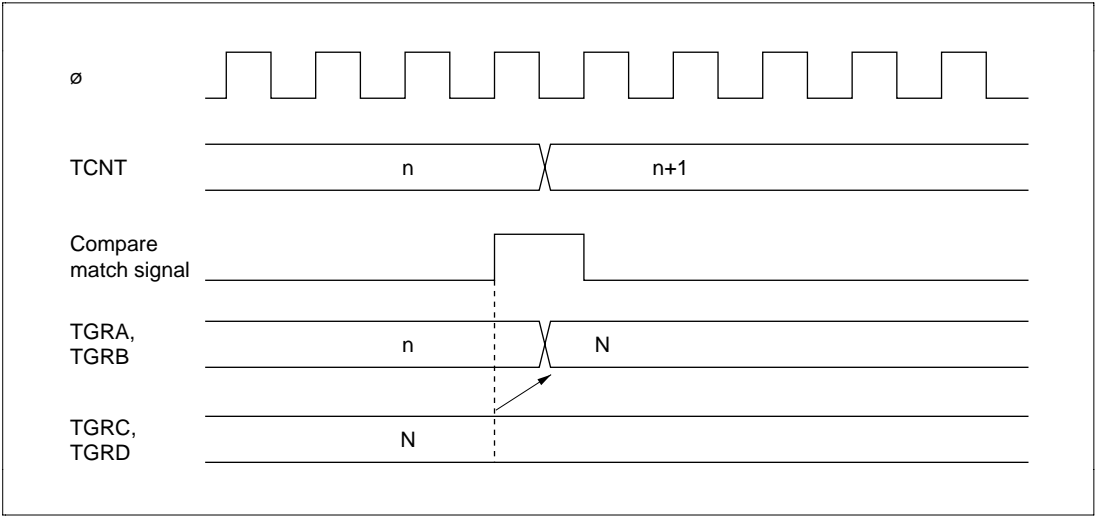 ø
TCNT
n
n+1
Compare
match signal
TGRA,
TGRB
n
N
TGRC,
TGRD
N